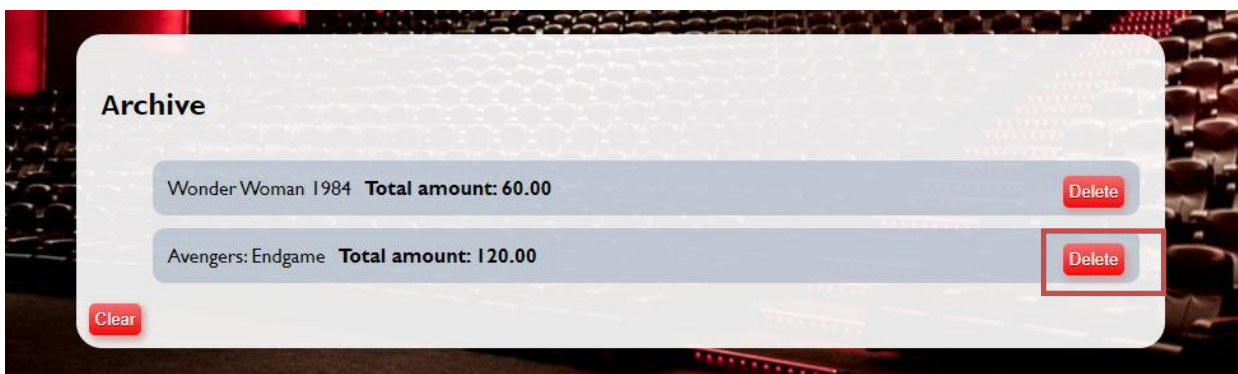 Archive
Wonder Woman 1984 Total amount: 60.00 Delete
Avengers: Endgame Total amount: 120.00 Delete
Clear